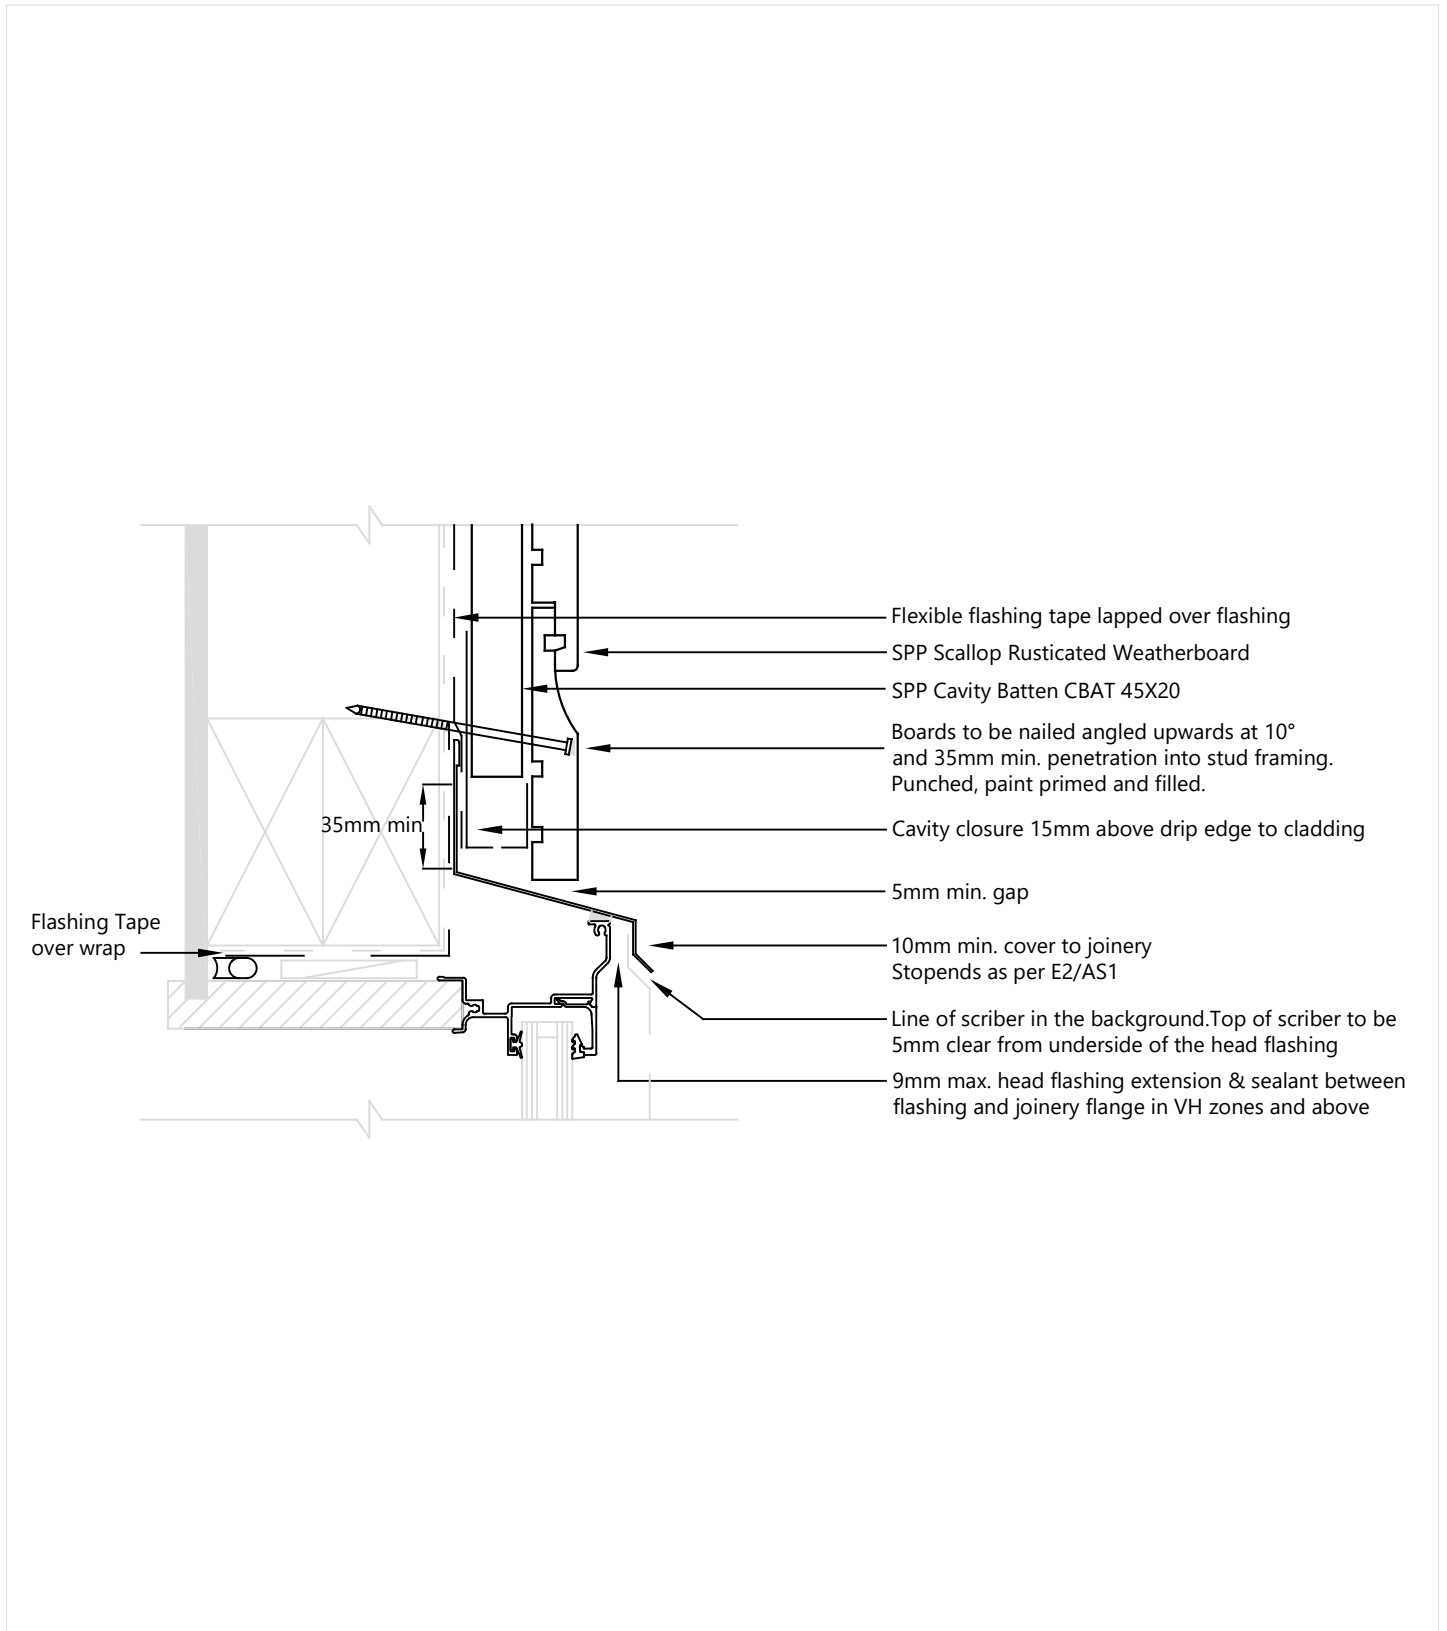 Flexible flashing tape lapped over flashing
SPP Scallop Rusticated Weatherboard
SPP Cavity Batten CBAT 45X20
Boards to be nailed angled upwards at 10°
and 35mm min. penetration into stud framing.
Punched, paint primed and filled.
35mm min
Cavity closure 15mm above drip edge to cladding
5mm min. gap
Flashing Tape
over wrap
10mm min. cover to joinery
Stopends as per E2/AS1
Line of scriber in the background.Top of scriber to be
5mm clear from underside of the head flashing
9mm max. head flashing extension & sealant between
flashing and joinery flange in VH zones and above